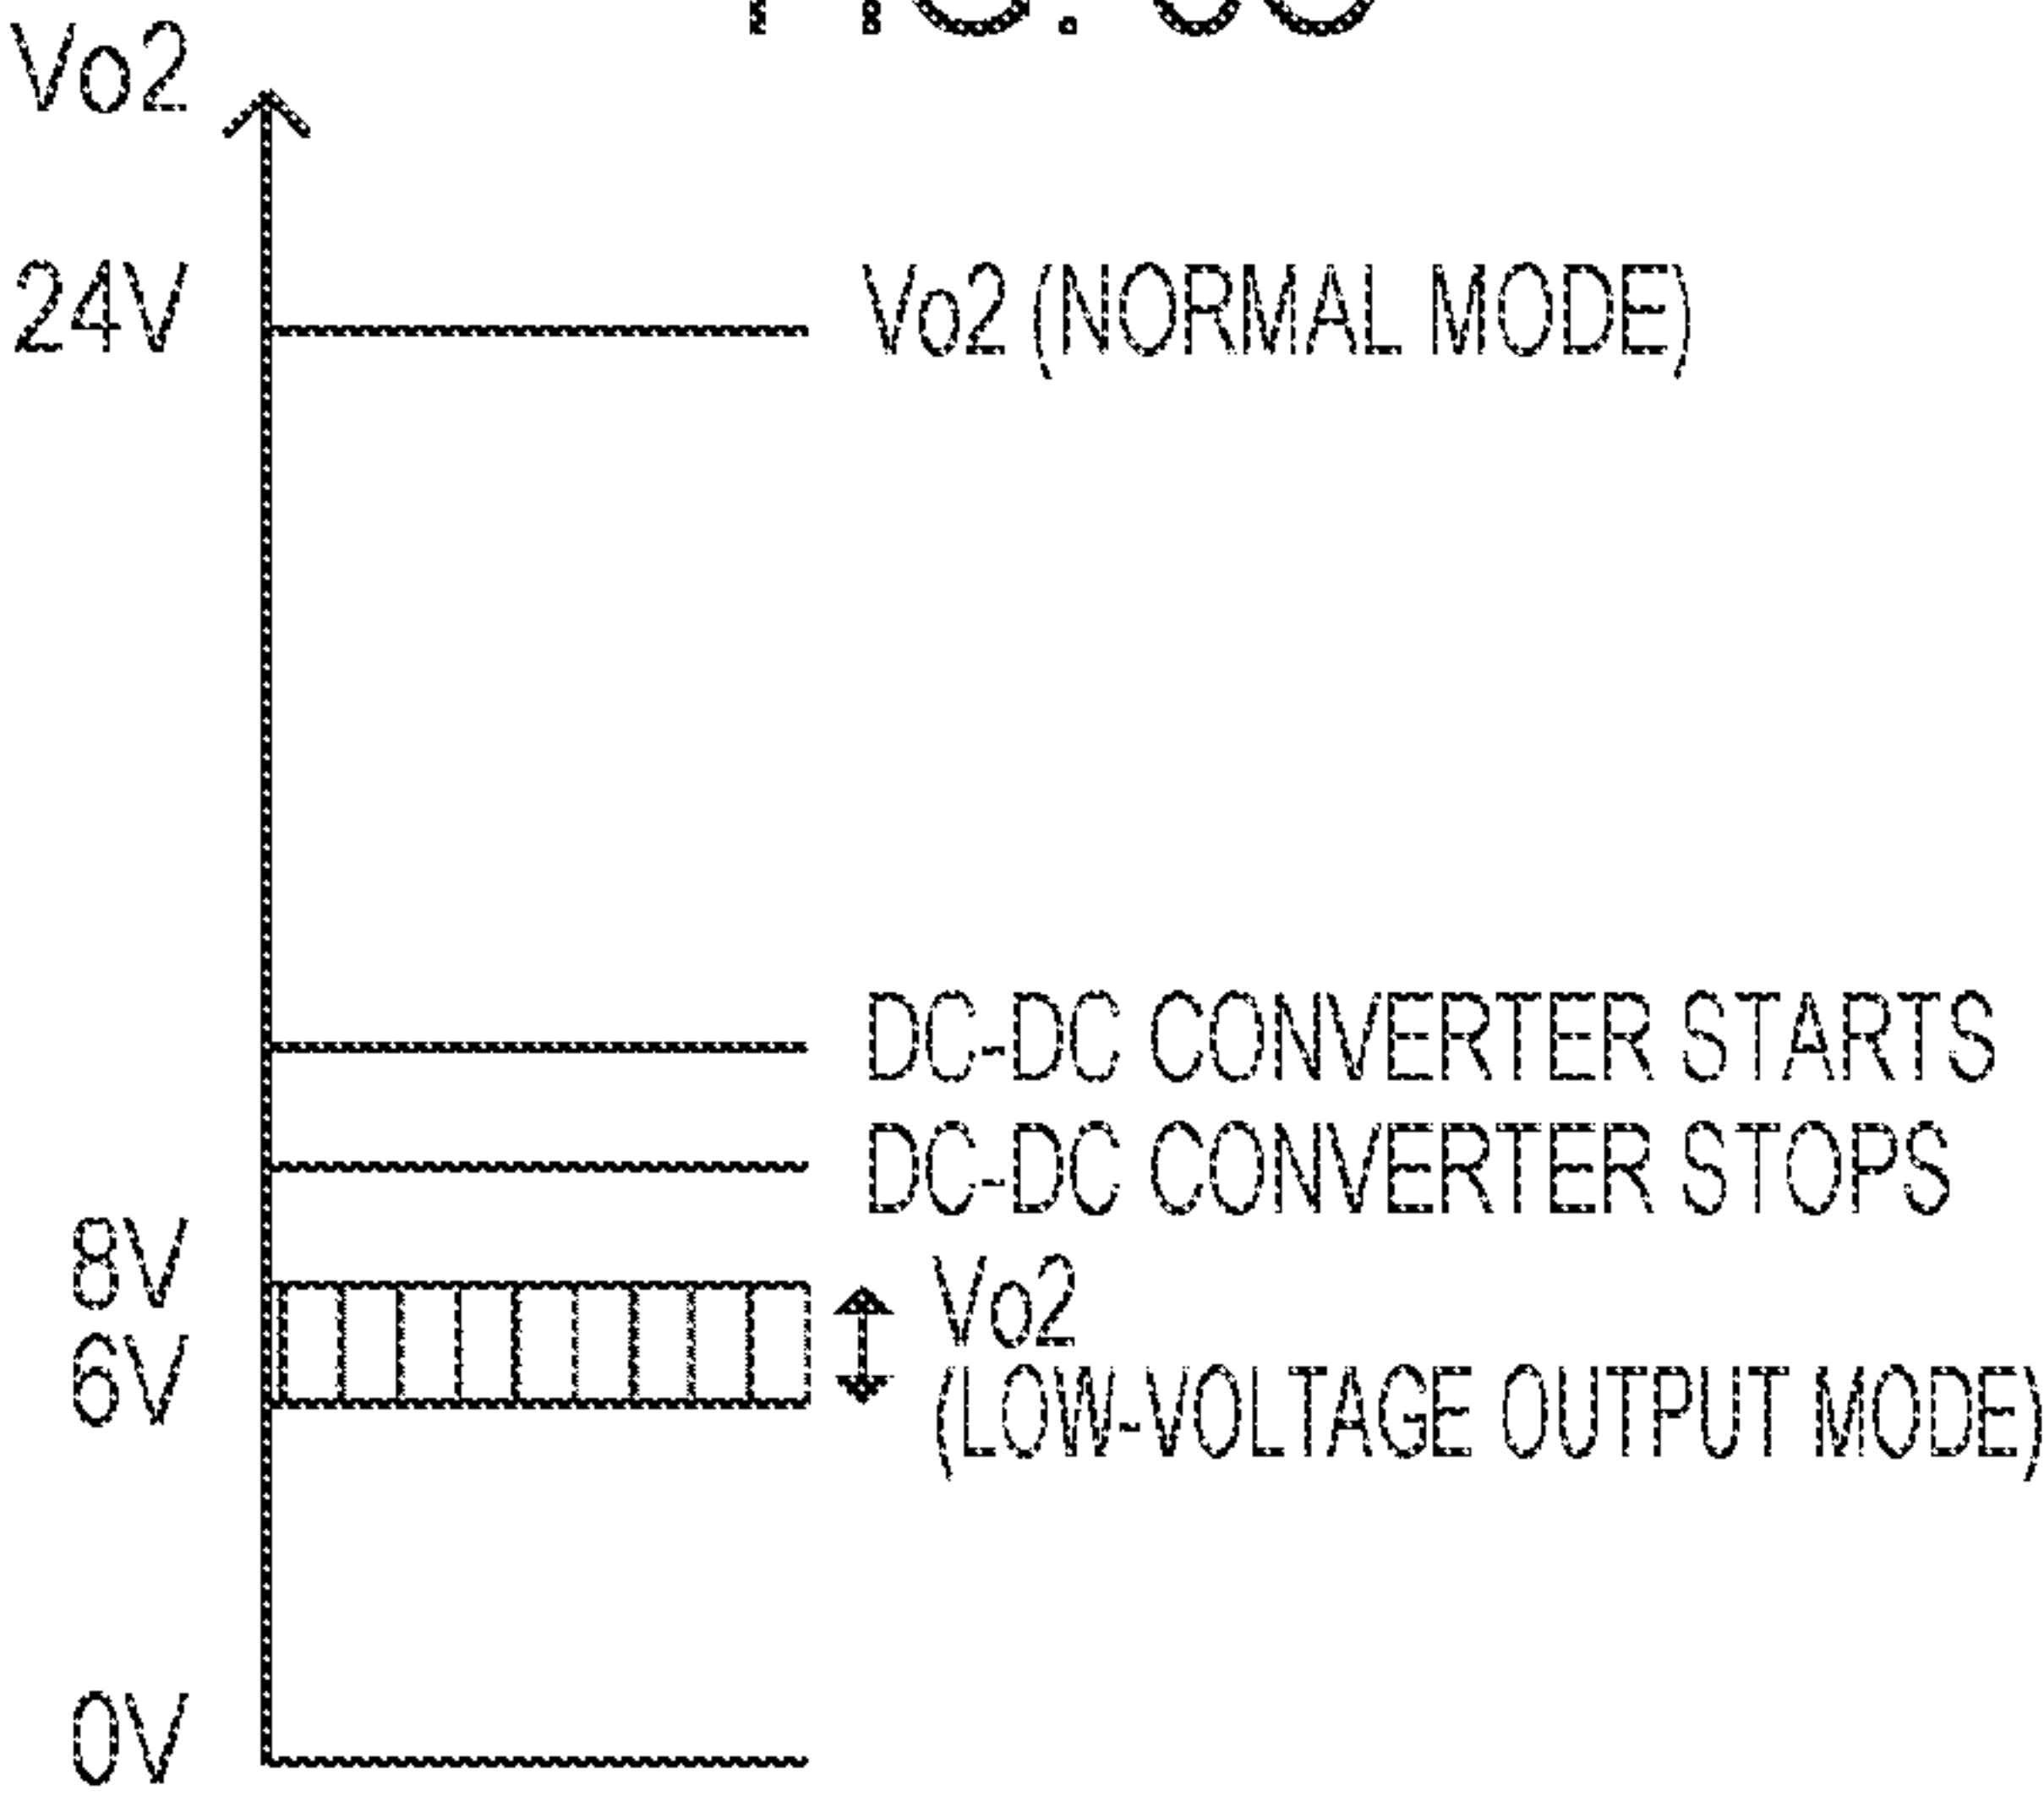 Vo2
24V
Vo2 (NORMAL MODE)
DC-DC CONVERTER STARTS
DC-DC CONVERTER STOPS
8V
6V
Vo2
(LOW-VOLTAGE OUTPUT MODE)
0V